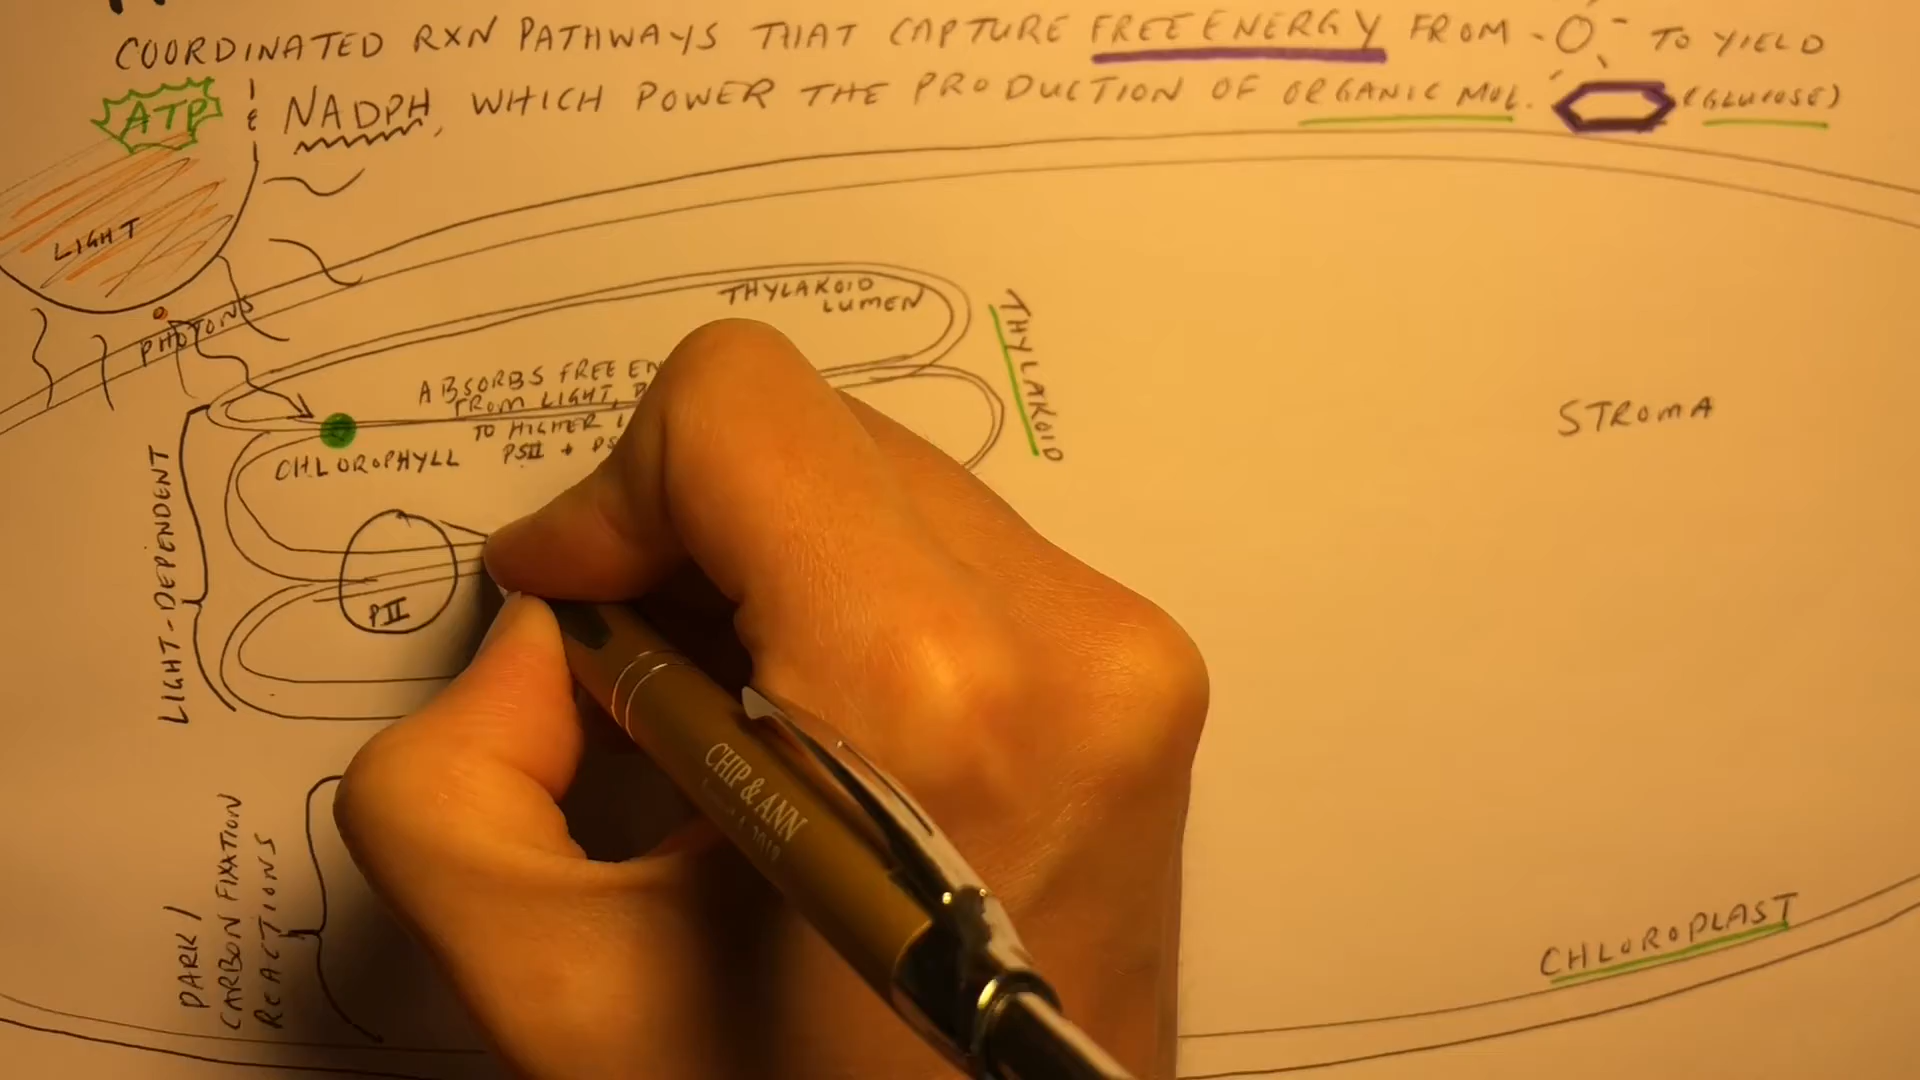 COORDINATED RXN PATHWAYS THAT CAPTURE FREE ENERGY FROM TO YIELD
ATP & NADPH, WHICH POWER THE PRODUCTION OF ORGANIC MOL. (GLUCOSE)
LIGHT
PHOTONS
THYLAKOID
LUMEN
THYLAKOID
ABSORBS FREE
FROM LIGHT,
TO HIGHER
PSII +
CHLOROPHYLL
STROMA
LIGHT-DEPENDENT
PII
CHIP & ANN
DARK/
CARBON FIXATION
REACTIONS
CHLOROPLAST